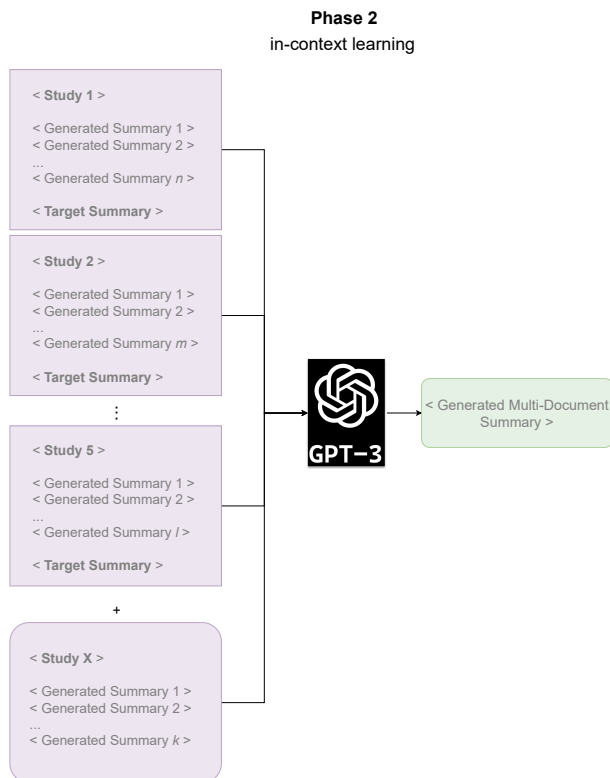 Phase 2
in-context learning
< Study 1 >
< Generated Summary 1 >
< Generated Summary 2 >
...
< Generated Summary n >
< Target Summary >
< Study 2 >
< Generated Summary 1 >
< Generated Summary 2 >
...
< Generated Summary m >
< Target Summary >
⋮
< Study 5 >
< Generated Summary 1 >
< Generated Summary 2 >
...
< Generated Summary l >
< Target Summary >
+
< Study X >
< Generated Summary 1 >
< Generated Summary 2 >
...
< Generated Summary k >
GPT-3
< Generated Multi-Document
Summary >